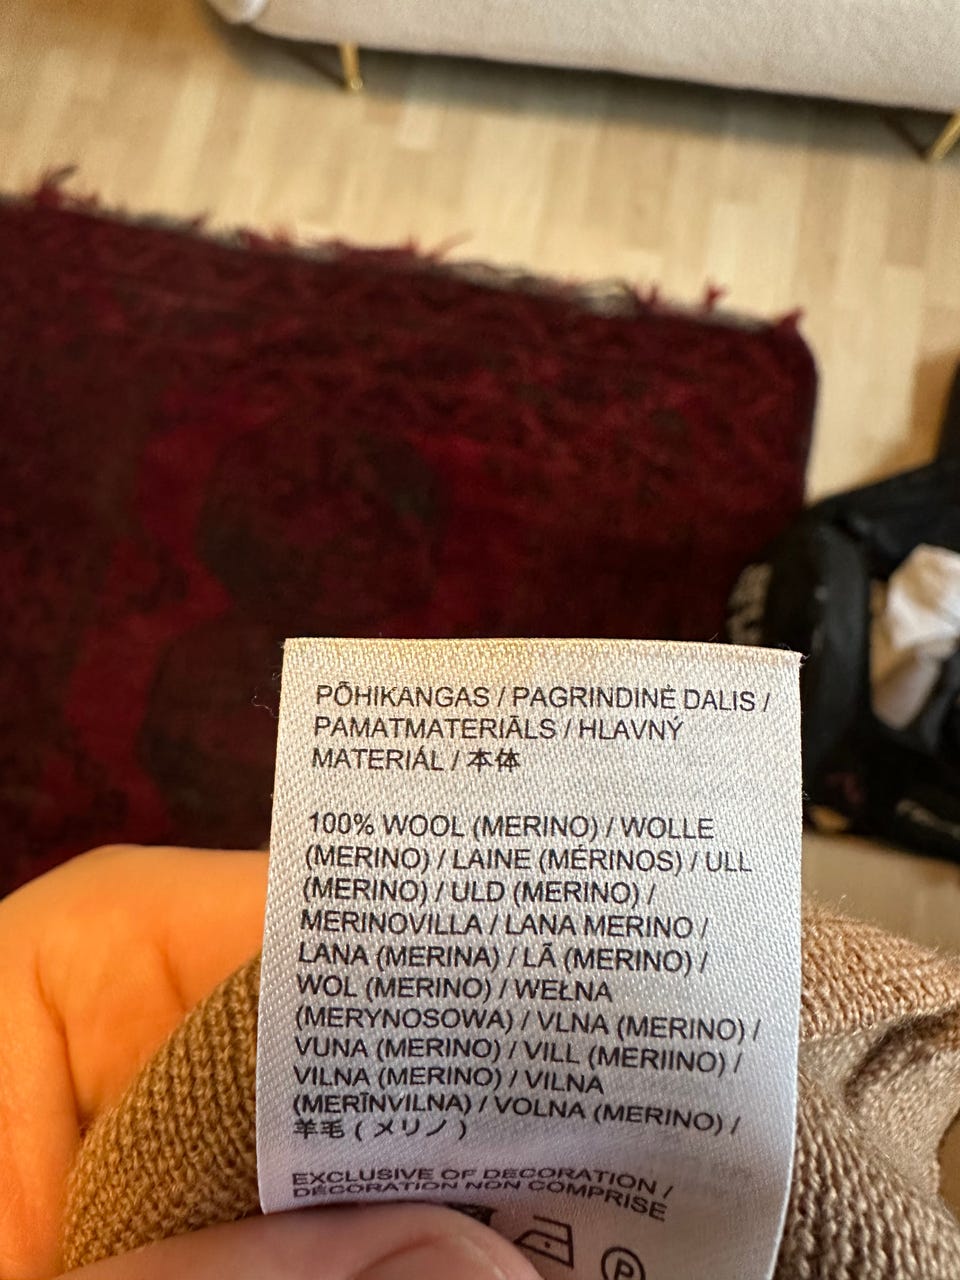 PÕHIKANGAS / PAGRINDINĖ DALIS /
PAMATMATERIĀLS / HLAVNÝ
MATERIÁL / 本体
100% WOOL (MERINO) / WOLLE
(MERINO) / LAINE (MÉRINOS) / ULL
(MERINO) / ULD (MERINO) /
MERINOVILLA / LANA MERINO /
LANA (MERINA) / LÃ (MERINO) /
WOL (MERINO) / WEŁNA
(MERYNOSOWA) / VLNA (MERINO) /
VUNA (MERINO) / VILL (MERIINO) /
VILNA (MERINO) / VILNA
(MERĪNVILNA) / VOLNA (MERINO) /
羊毛 ( メリノ )
EXCLUSIVE OF DECORATION /
DÉCORATION NON COMPRISE
P